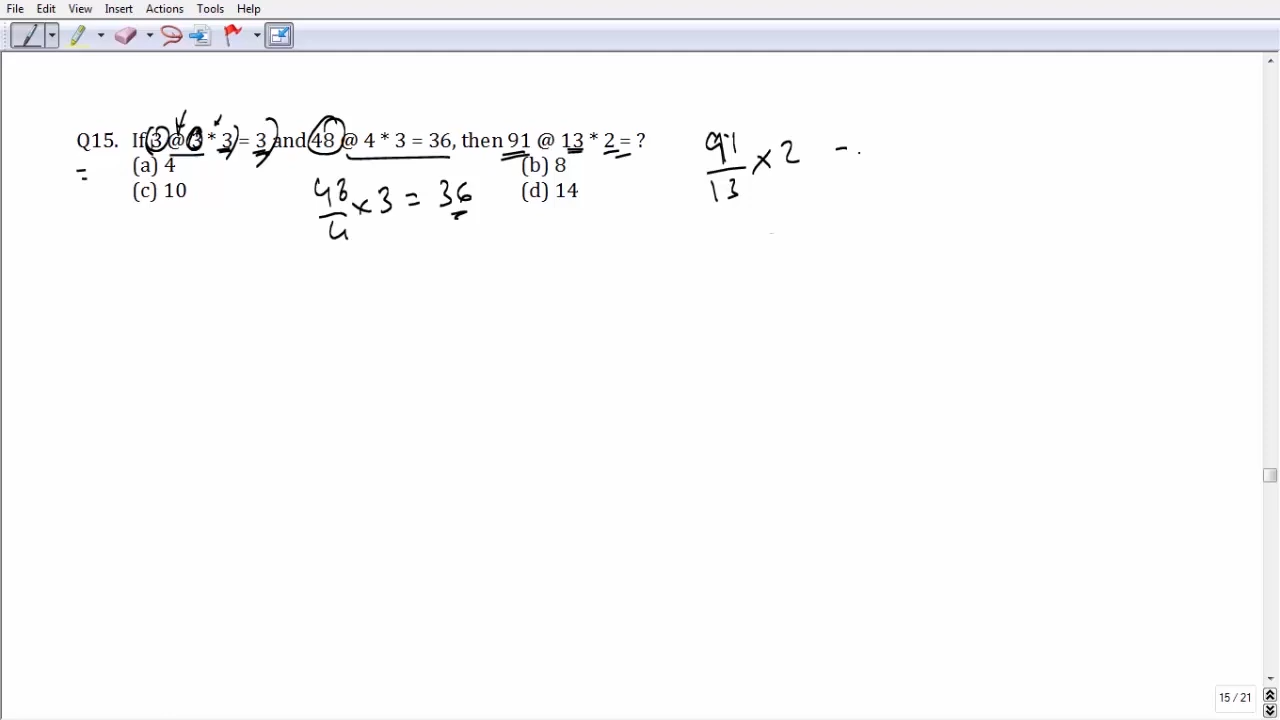 File Edit View Insert Actions Tools Help
Q15. If 3 @ 3 * 3 = 3 and 48 @ 4 * 3 = 36, then 91 @ 13 * 2 = ?
(a) 4 (b) 8
(c) 10 (d) 14
=
48/4 × 3 = 36
91/13 × 2 -
15 / 21